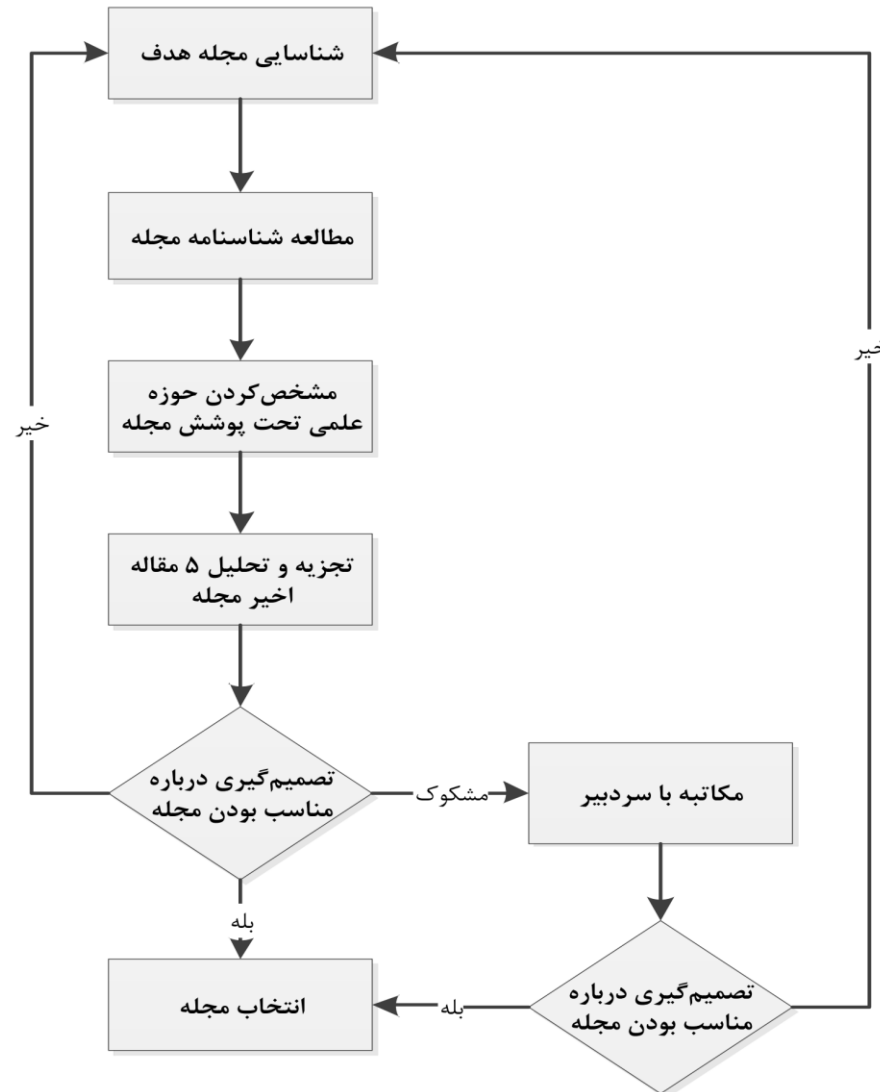 شناسایی مجله هدف
مطالعه شناسنامه مجله
مشخص‌کردن حوزه
علمی تحت پوشش مجله
تجزیه و تحلیل ۵ مقاله
اخیر مجله
تصمیم‌گیری درباره
مناسب بودن مجله
خیر
مشکوک
بله
مکاتبه با سردبیر
تصمیم‌گیری درباره
مناسب بودن مجله
خیر
بله
انتخاب مجله